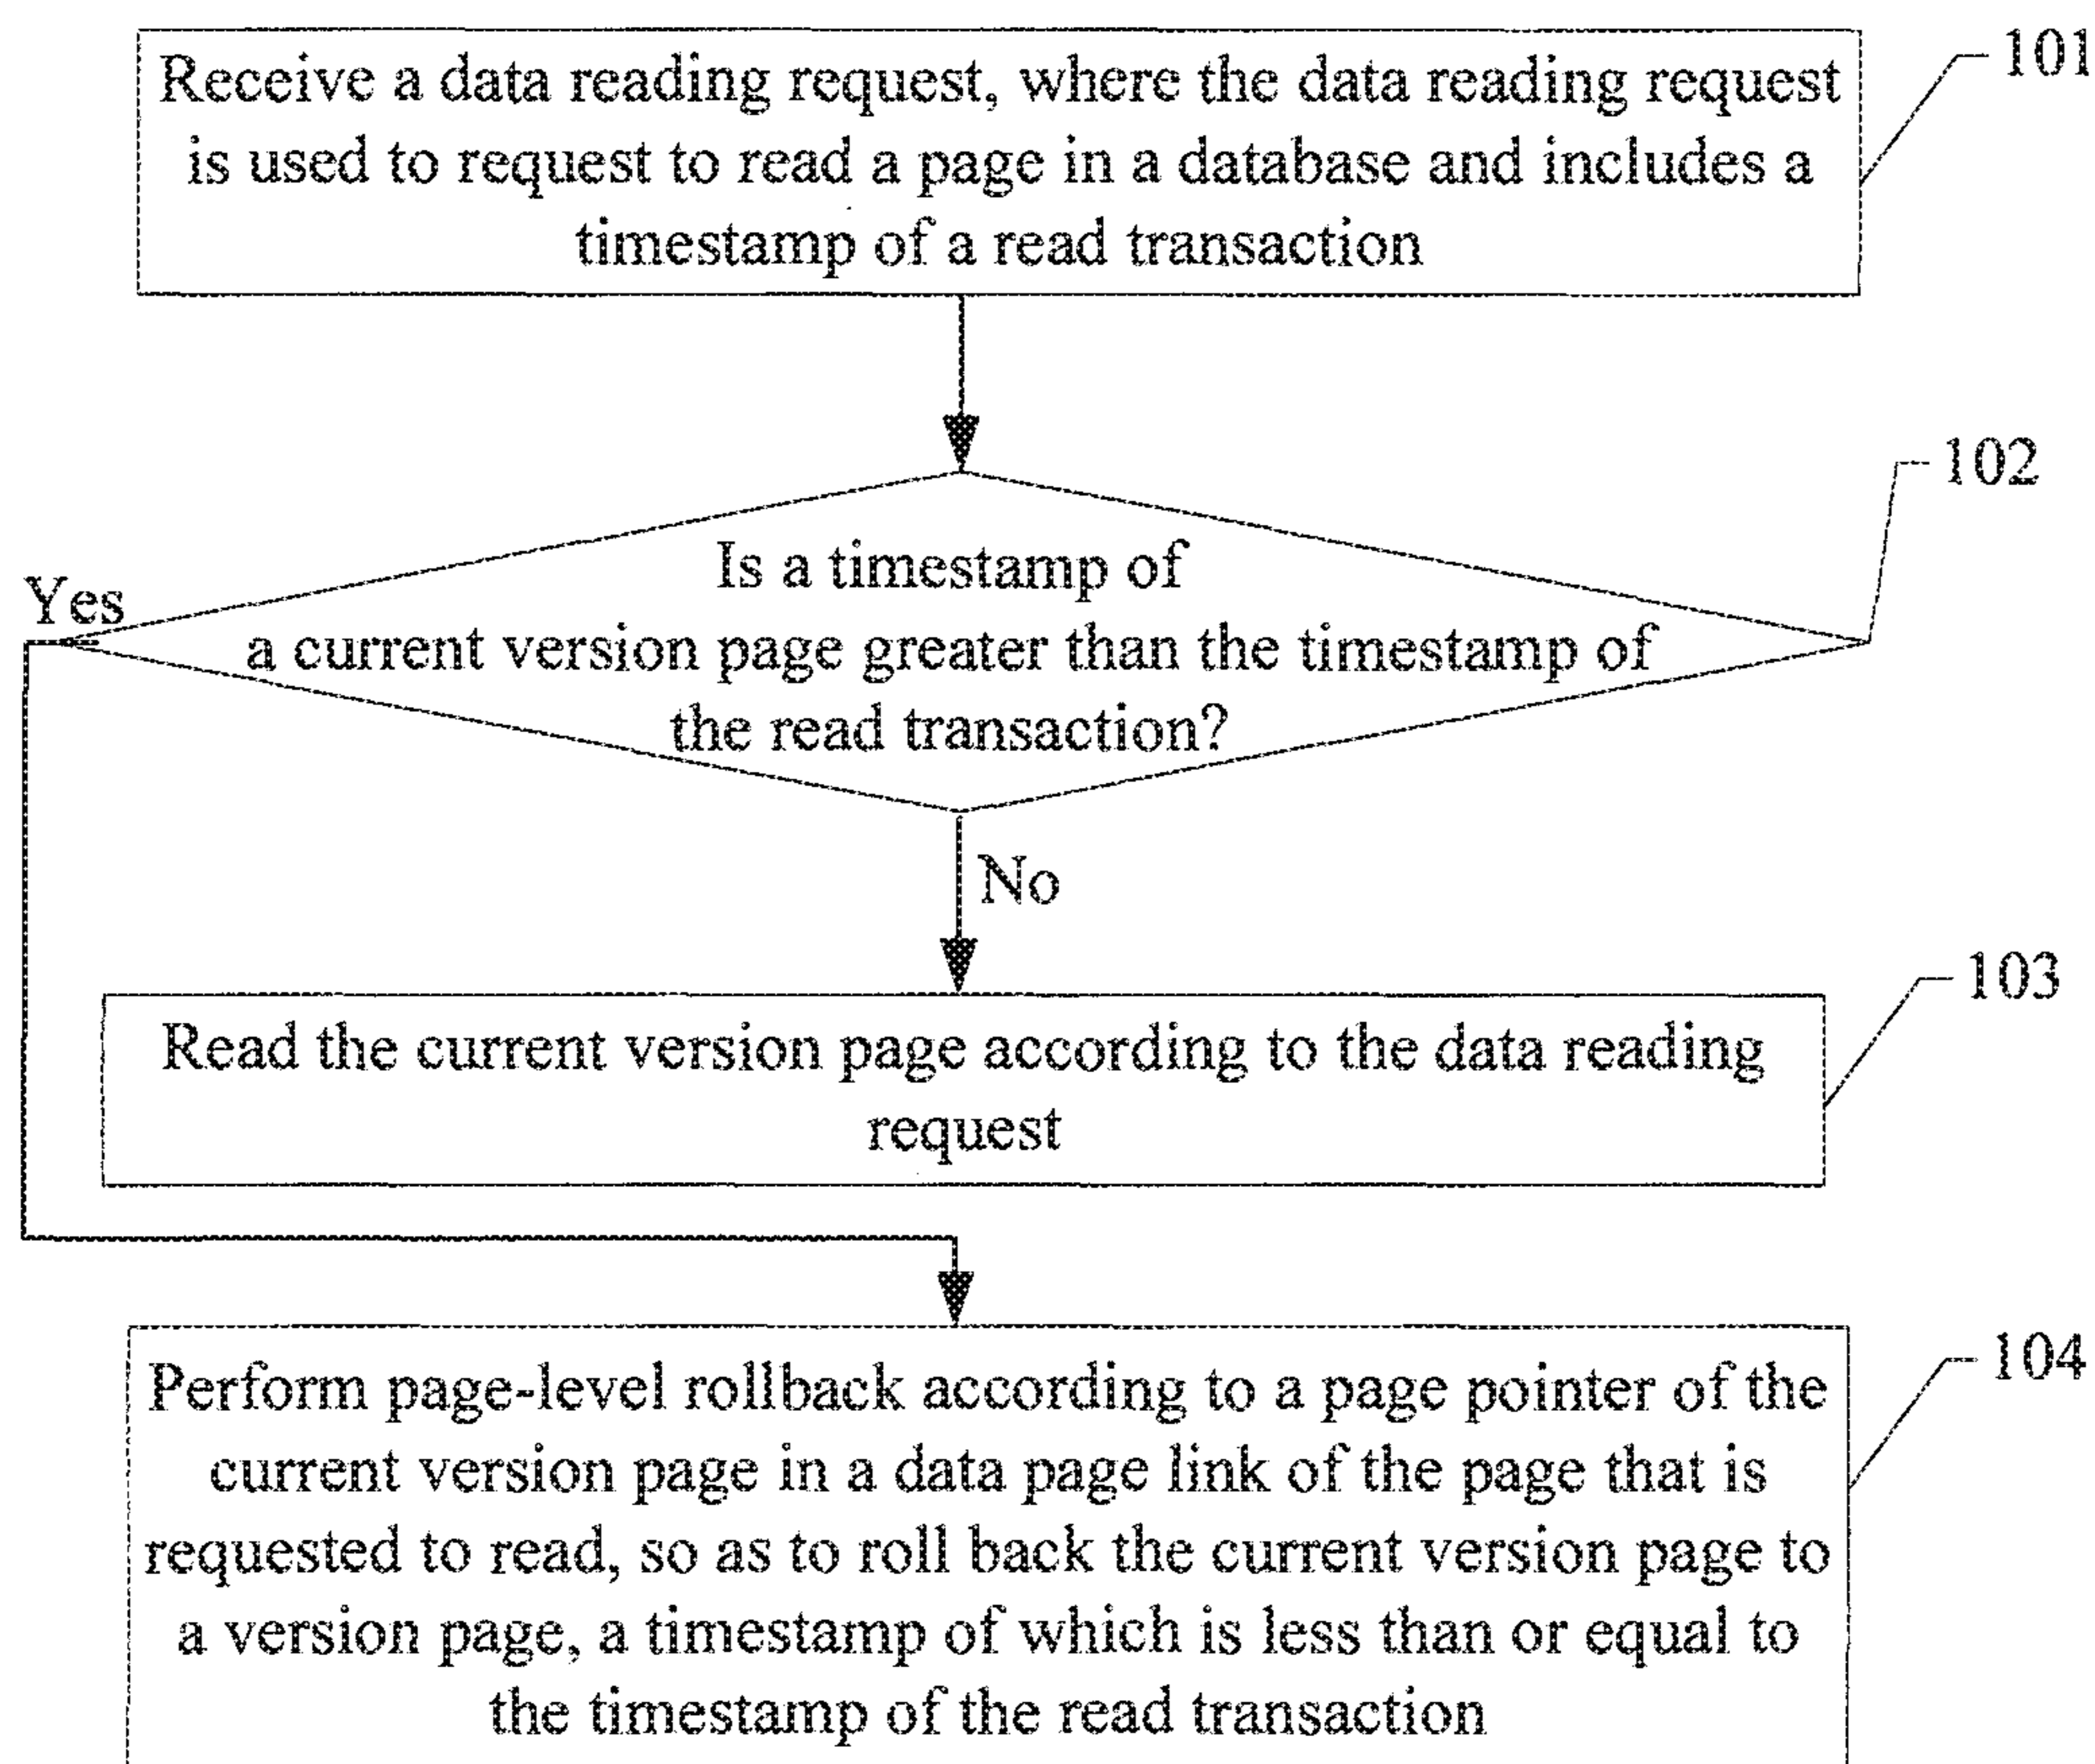 Receive a data reading request, where the data reading request
is used to request to read a page in a database and includes a
timestamp of a read transaction
101
102
Is a timestamp of
a current version page greater than the timestamp of
the read transaction?
Yes
No
103
Read the current version page according to the data reading
request
104
Perform page-level rollback according to a page pointer of the
current version page in a data page link of the page that is
requested to read, so as to roll back the current version page to
a version page, a timestamp of which is less than or equal to
the timestamp of the read transaction